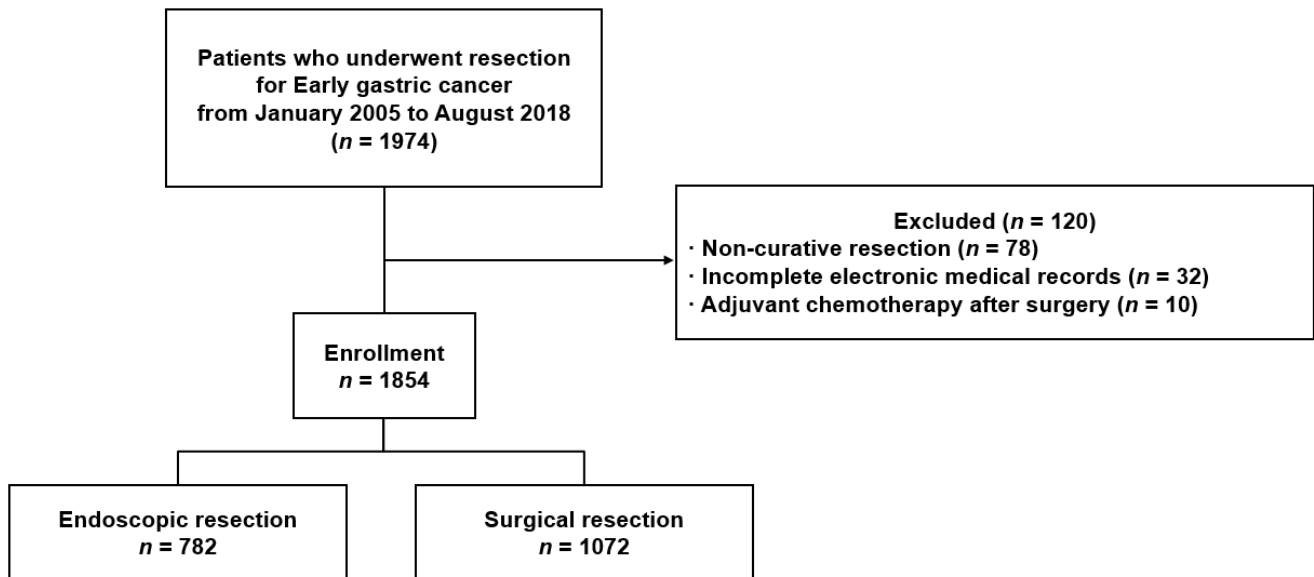 Patients who underwent resection
for Early gastric cancer
from January 2005 to August 2018
(n = 1974)
Excluded (n = 120)
· Non-curative resection (n = 78)
· Incomplete electronic medical records (n = 32)
· Adjuvant chemotherapy after surgery (n = 10)
Enrollment
n = 1854
Endoscopic resection
n = 782
Surgical resection
n = 1072